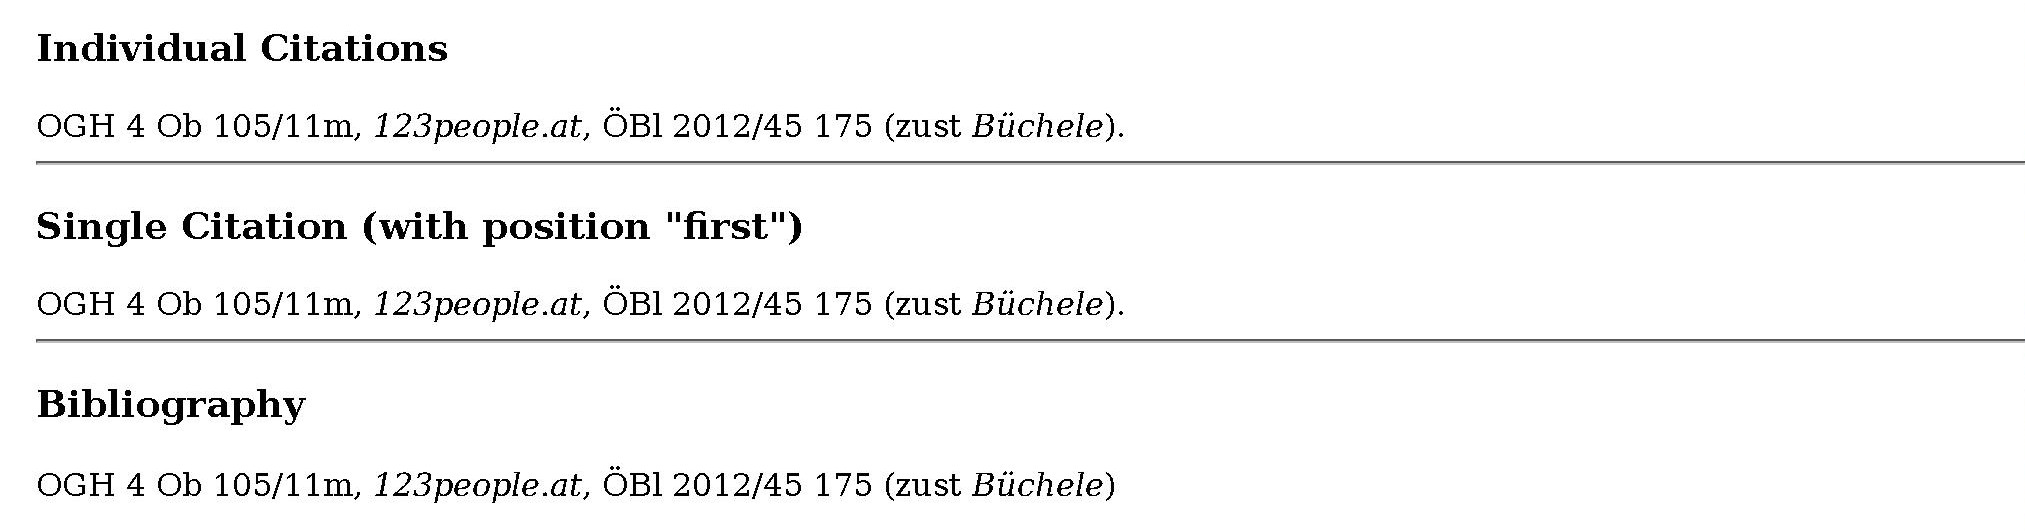 Individual Citations
OGH 4 Ob 105/11m, 123people.at, ÖBl 2012/45 175 (zust Büchele).
Single Citation (with position "first")
OGH 4 Ob 105/11m, 123people.at, ÖBl 2012/45 175 (zust Büchele).
Bibliography
OGH 4 Ob 105/11m, 123people.at, ÖBl 2012/45 175 (zust Büchele)